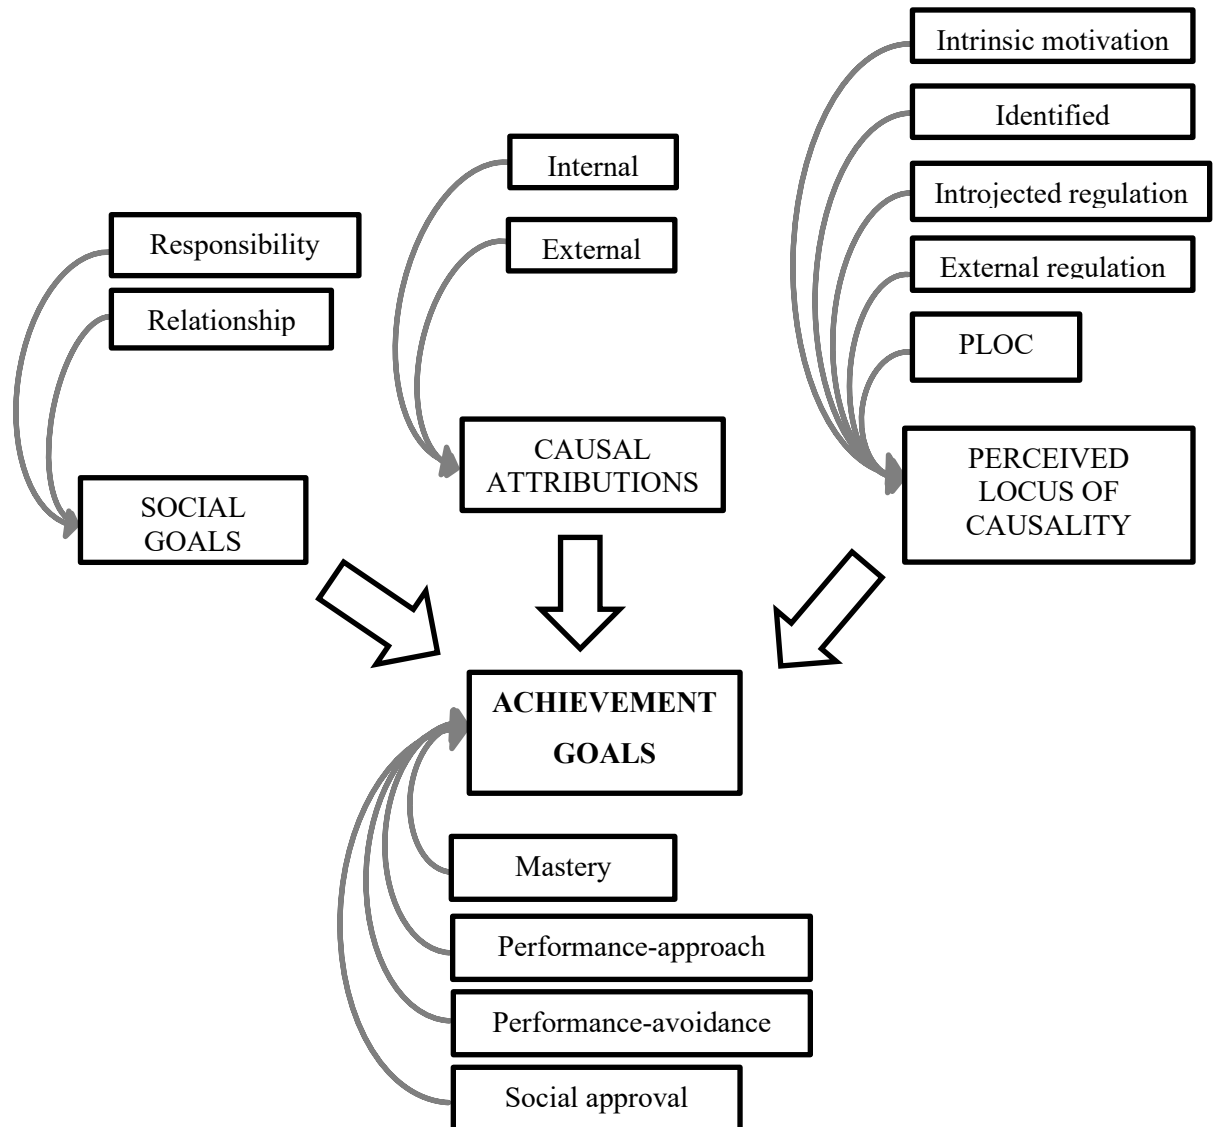 Intrinsic motivation
Identified
Introjected regulation
External regulation
PLOC
Internal
External
Responsibility
Relationship
SOCIAL
GOALS
CAUSAL
ATTRIBUTIONS
PERCEIVED
LOCUS OF
CAUSALITY
ACHIEVEMENT
GOALS
Mastery
Performance-approach
Performance-avoidance
Social approval